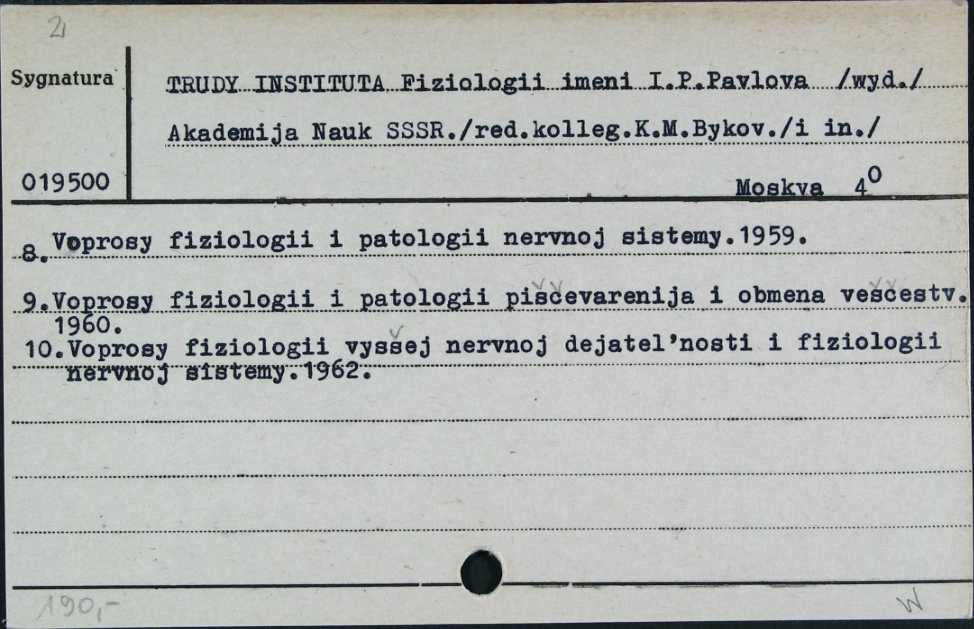 2
Sygnatura
TRUDY INSTITUTA Fiziologii imeni I.P.Pavlova /wyd./
Akademija Nauk SSSR./red.kolleg.K.M.Bykov./i in./
019500
Moskva 4⁰
8. Voprosy fiziologii i patologii nervnoj sistemy.1959.
9.Voprosy fiziologii i patologii piščevarenija i obmena veščestv.
1960.
10.Voprosy fiziologii vysšej nervnoj dejatel'nosti i fiziologii
nervnoj sistemy.1962.
190,-
W